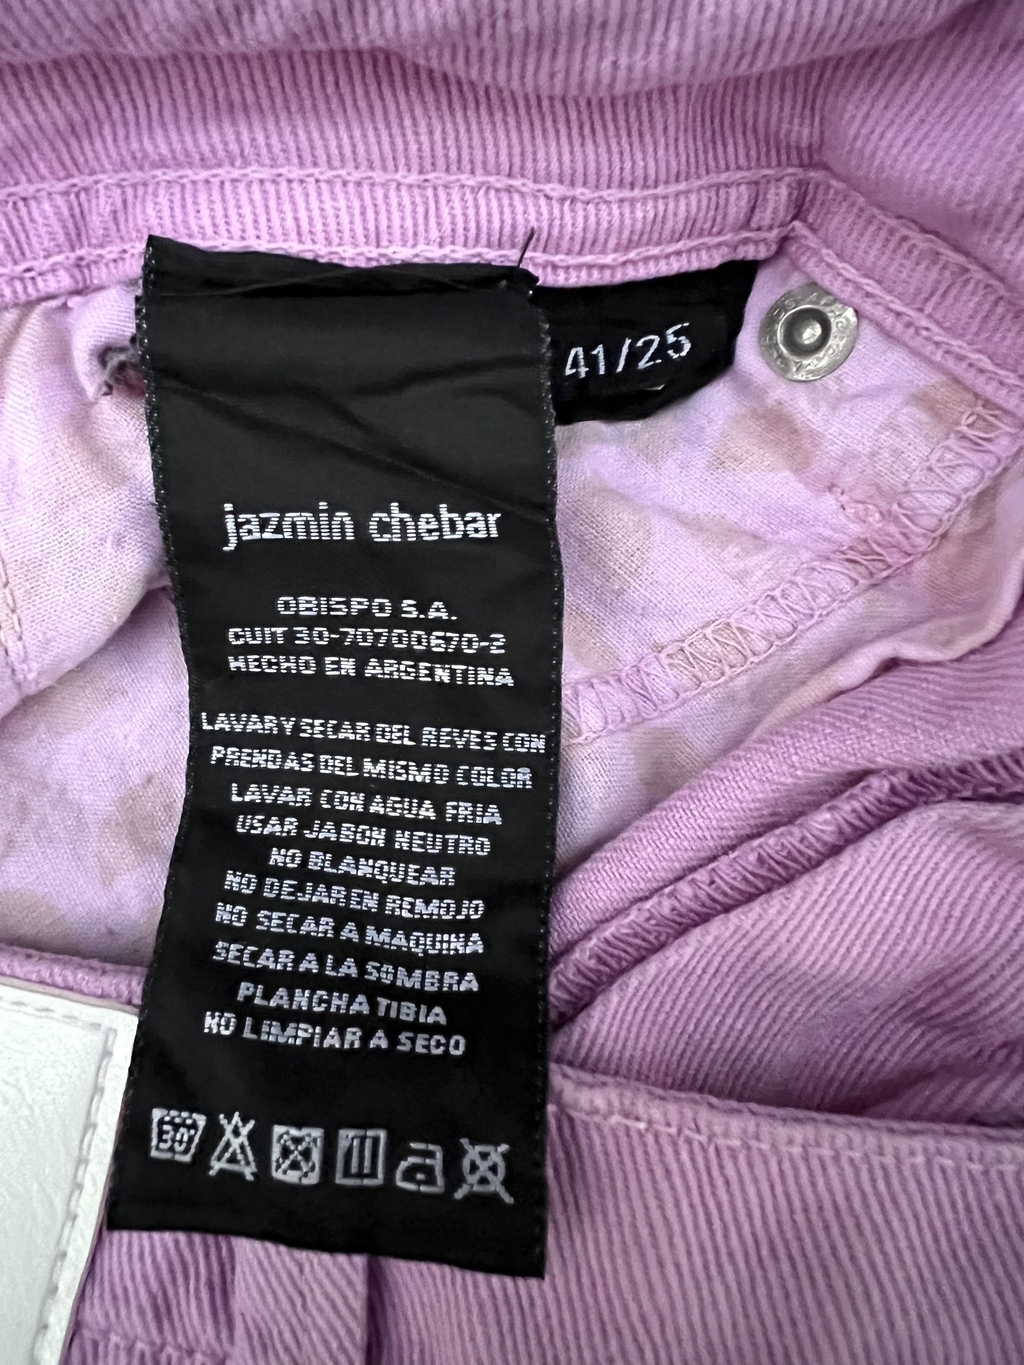 41/25
jazmin chebar
OBISPO S.A.
CUIT 30-70700670-2
HECHO EN ARGENTINA
LAVAR Y SECAR DEL REVES CON
PRENDAS DEL MISMO COLOR
LAVAR CON AGUA FRIA
USAR JABON NEUTRO
NO BLANQUEAR
NO DEJAR EN REMOJO
NO SECAR A MAQUINA
SECAR A LA SOMBRA
PLANCHA TIBIA
NO LIMPIAR A SECO
30°